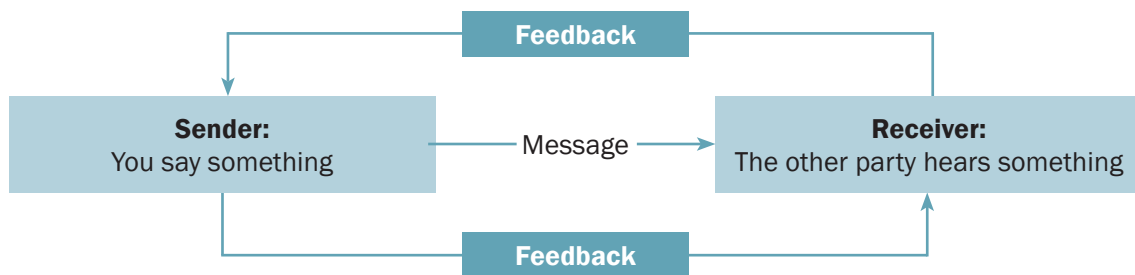 Feedback
Sender:
You say something
Message
Receiver:
The other party hears something
Feedback